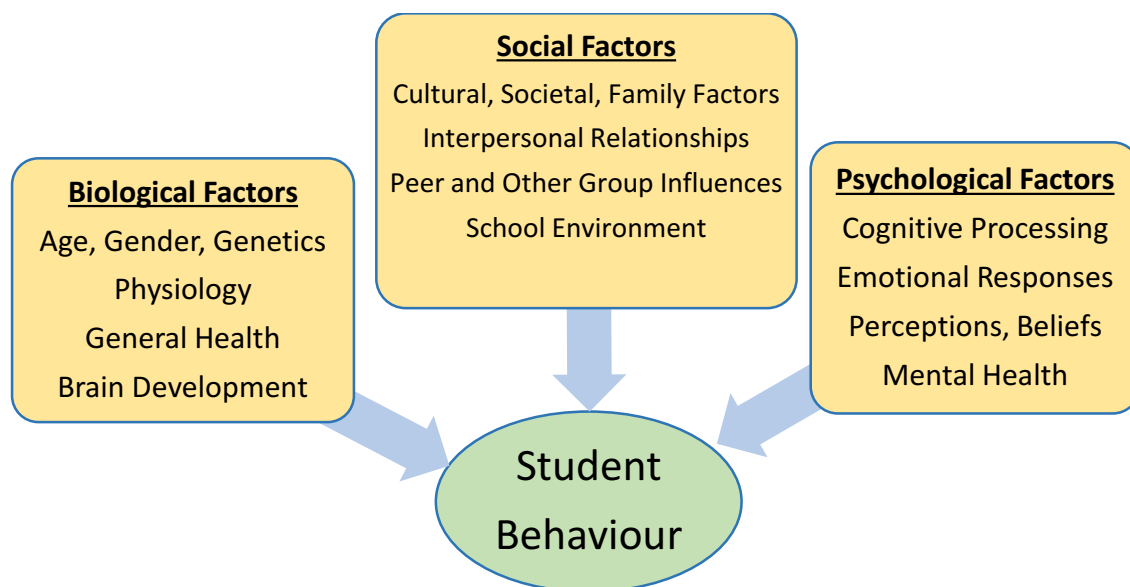 Social Factors
Cultural, Societal, Family Factors
Interpersonal Relationships
Peer and Other Group Influences
School Environment
Biological Factors
Age, Gender, Genetics
Physiology
General Health
Brain Development
Psychological Factors
Cognitive Processing
Emotional Responses
Perceptions, Beliefs
Mental Health
Student
Behaviour